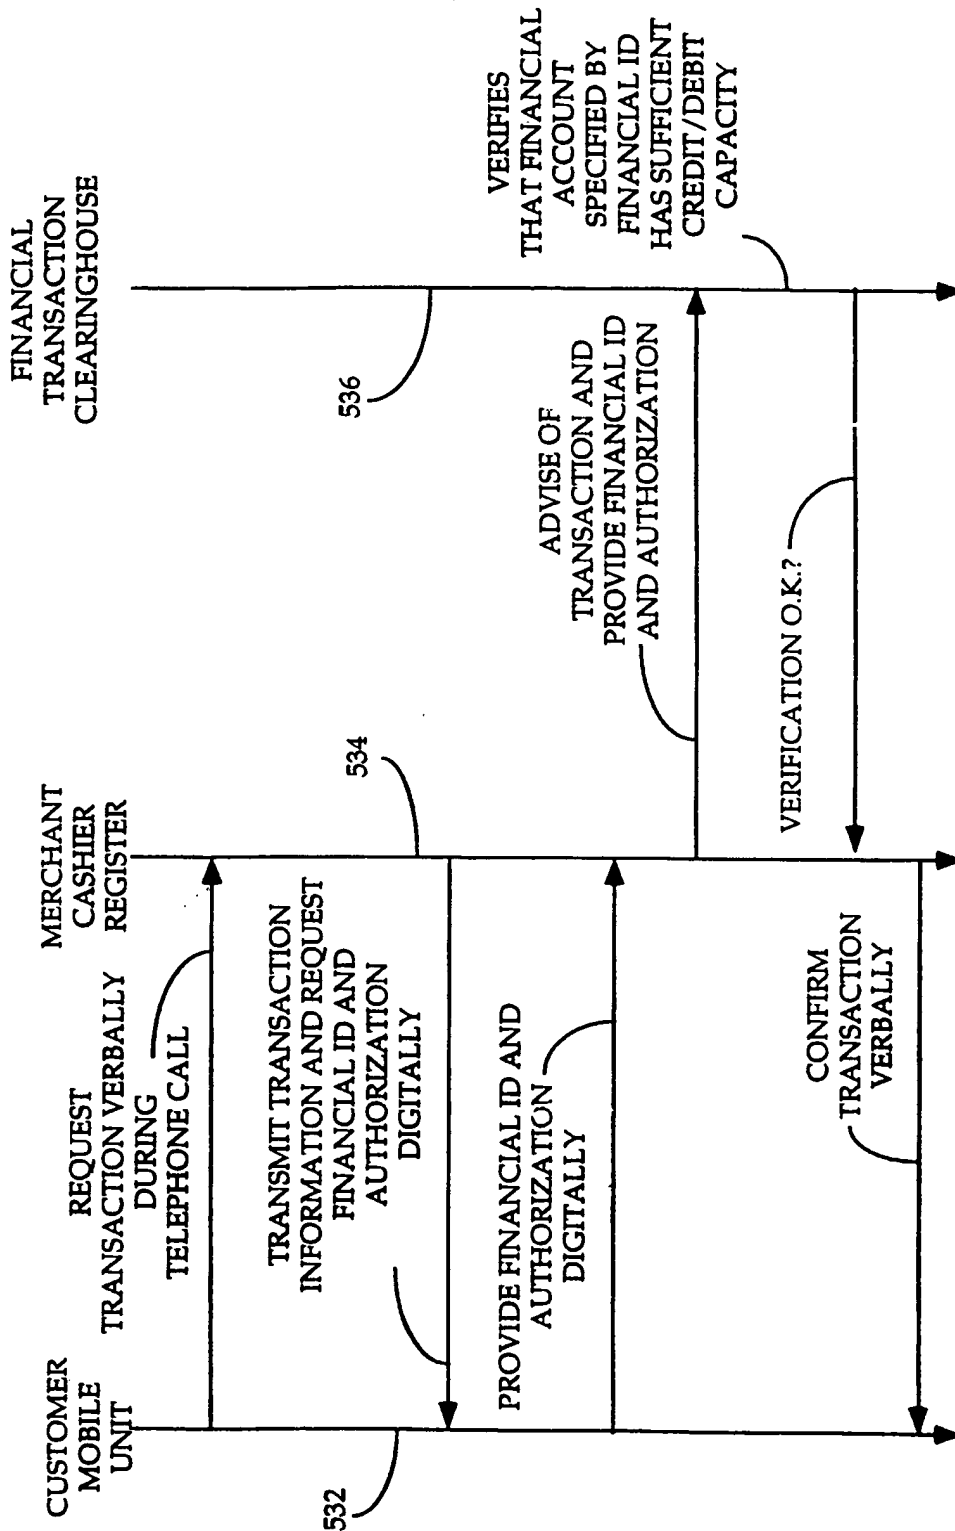 CUSTOMER
MOBILE
UNIT
MERCHANT
CASHIER
REGISTER
FINANCIAL
TRANSACTION
CLEARINGHOUSE
REQUEST
TRANSACTION VERBALLY
DURING
TELEPHONE CALL
532
534
536
TRANSMIT TRANSACTION
INFORMATION AND REQUEST
FINANCIAL ID AND
AUTHORIZATION
DIGITALLY
PROVIDE FINANCIAL ID AND
AUTHORIZATION
DIGITALLY
ADVISE OF
TRANSACTION AND
PROVIDE FINANCIAL ID
AND AUTHORIZATION
VERIFIES
THAT FINANCIAL
ACCOUNT
SPECIFIED BY
FINANCIAL ID
HAS SUFFICIENT
CREDIT/DEBIT
CAPACITY
VERIFICATION O.K.?
CONFIRM
TRANSACTION
VERBALLY